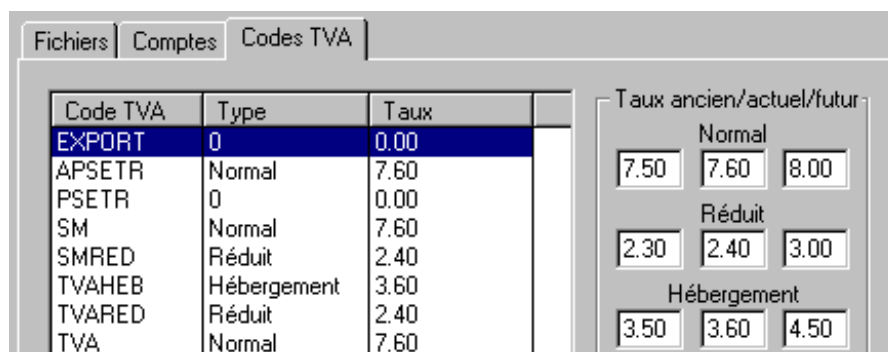 Fichiers Comptes Codes TVA
Code TVA Type Taux
EXPORT 0 0.00
APSETR Normal 7.60
PSETR 0 0.00
SM Normal 7.60
SMRED Réduit 2.40
TVAHEB Hébergement 3.60
TVARED Réduit 2.40
TVA Normal 7.60
Taux ancien/actuel/futur
Normal
7.50 7.60 8.00
Réduit
2.30 2.40 3.00
Hébergement
3.50 3.60 4.50